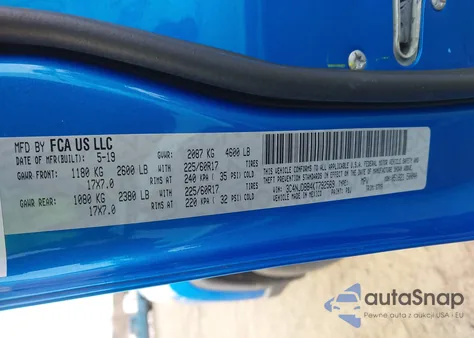 MFD BY FCA US LLC
DATE OF MFR(BUILT): 5-19 GVWR: 2087 KG 4600 LB
GAWR FRONT: 1180 KG 2600 LB WITH 225/60R17 TIRES
17X7.0 RIMS AT 240 KPA ( 35 PSI) COLD
GAWR REAR: 1080 KG 2380 LB WITH 225/60R17 TIRES
17X7.0 RIMS AT 220 KPA ( 32 PSI) COLD
THIS VEHICLE CONFORMS TO ALL APPLICABLE U.S.A. FEDERAL MOTOR VEHICLE SAFETY AND
THEFT PREVENTION STANDARDS IN EFFECT ON THE DATE OF MANUFACTURE SHOWN ABOVE.
VIN:
VEHICLE MADE IN MEXICO PAINT: MPV
autoSnap
Pewne auta z aukcji USA i EU